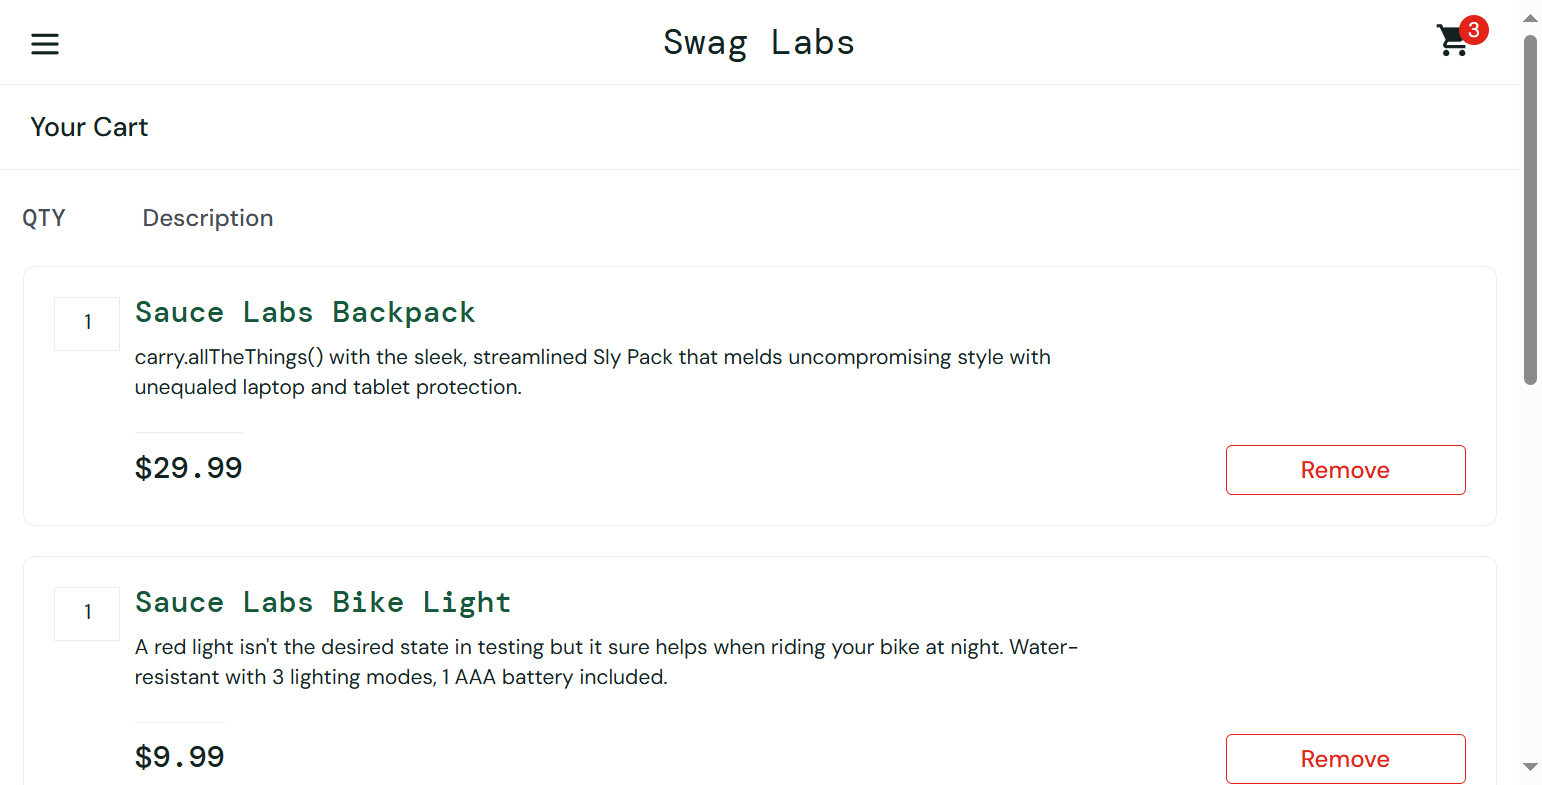 Swag Labs
3
Your Cart
QTY
Description
1
Sauce Labs Backpack
carry.allTheThings() with the sleek, streamlined Sly Pack that melds uncompromising style with
unequaled laptop and tablet protection.
$29.99
Remove
1
Sauce Labs Bike Light
A red light isn't the desired state in testing but it sure helps when riding your bike at night. Water-
resistant with 3 lighting modes, 1 AAA battery included.
$9.99
Remove